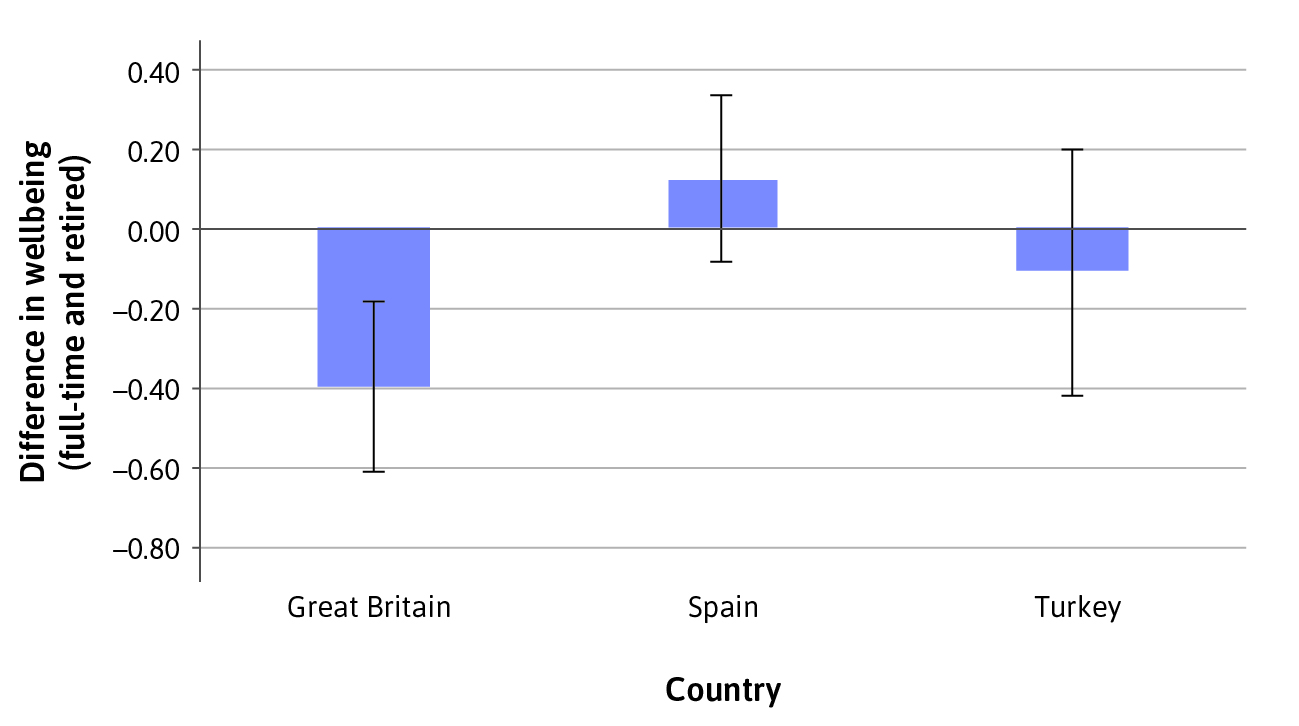 Difference in wellbeing
(full-time and retired)
0.40
0.20
0.00
–0.20
–0.40
–0.60
–0.80
Great Britain
Spain
Turkey
Country